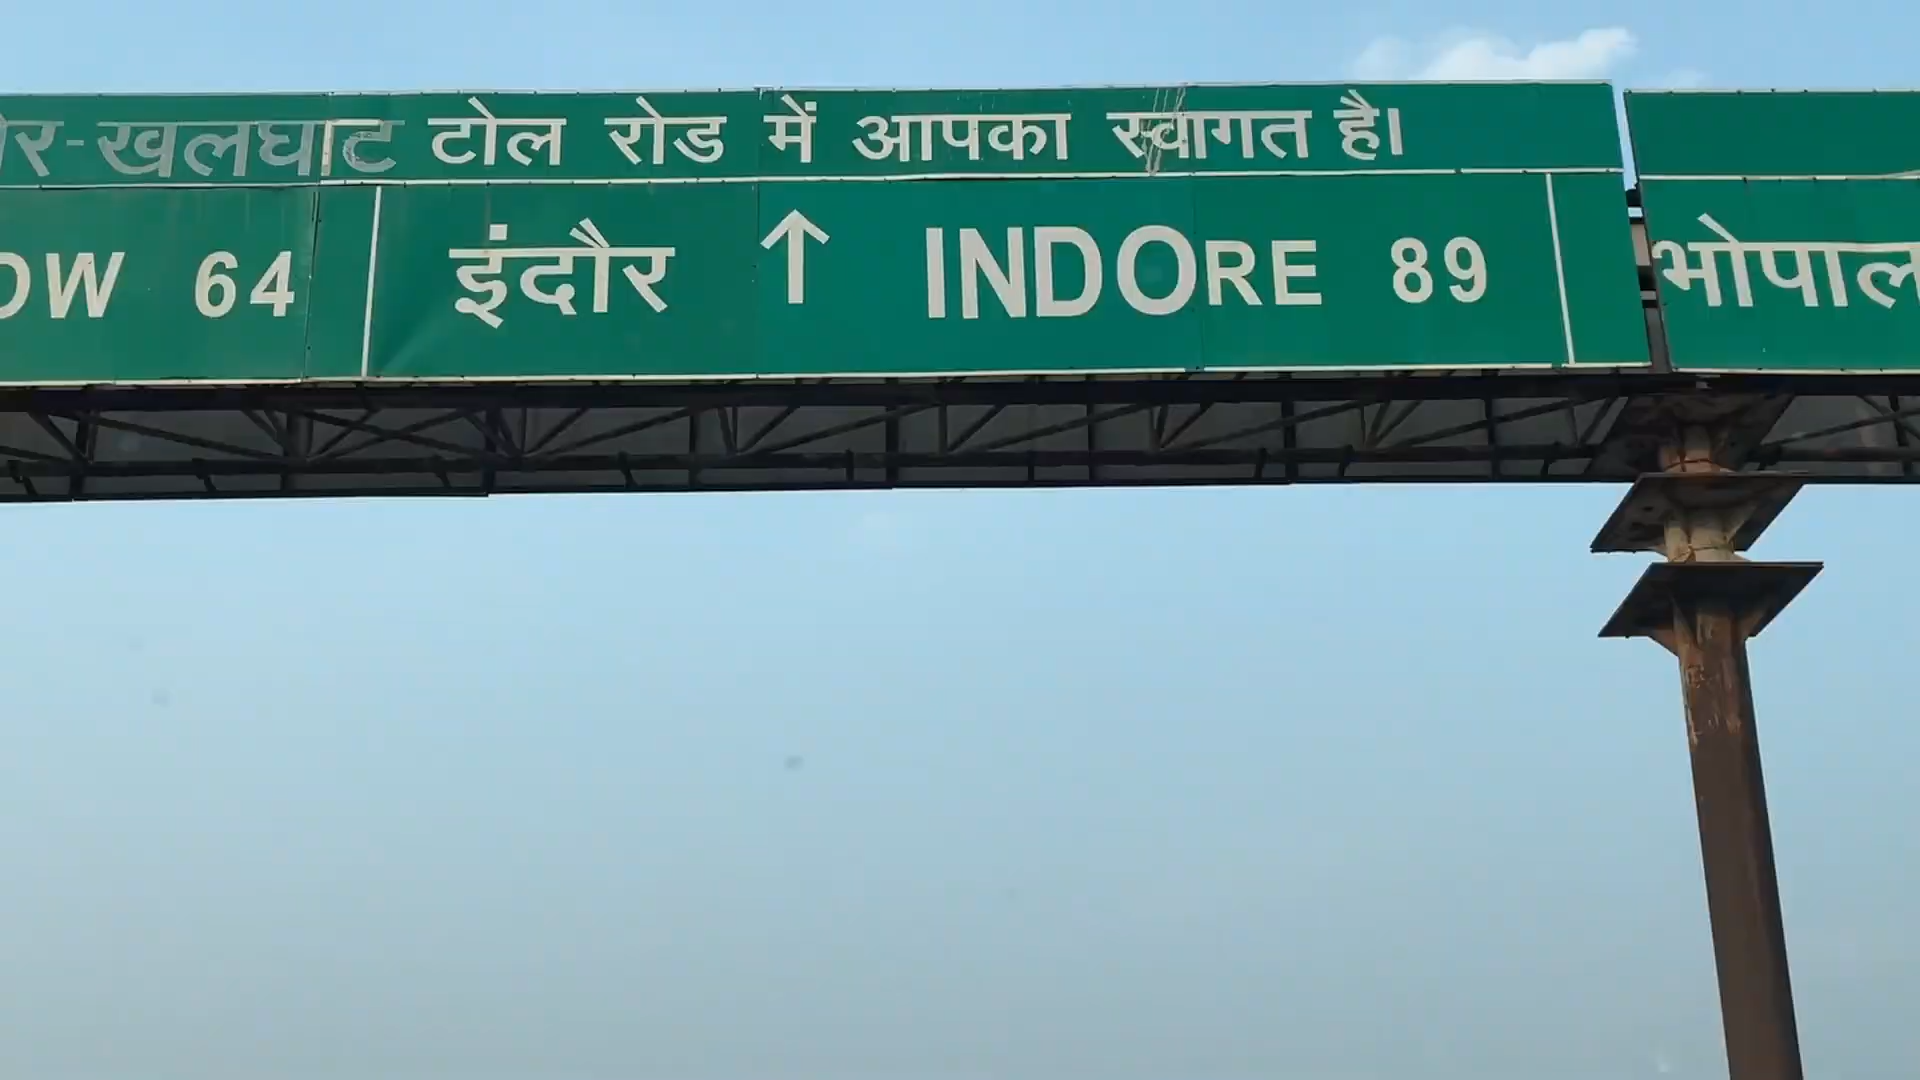 र-खलघाट टोल रोड में आपका स्वागत है।
OW 64 इंदौर ↑ INDORE 89 भोपाल